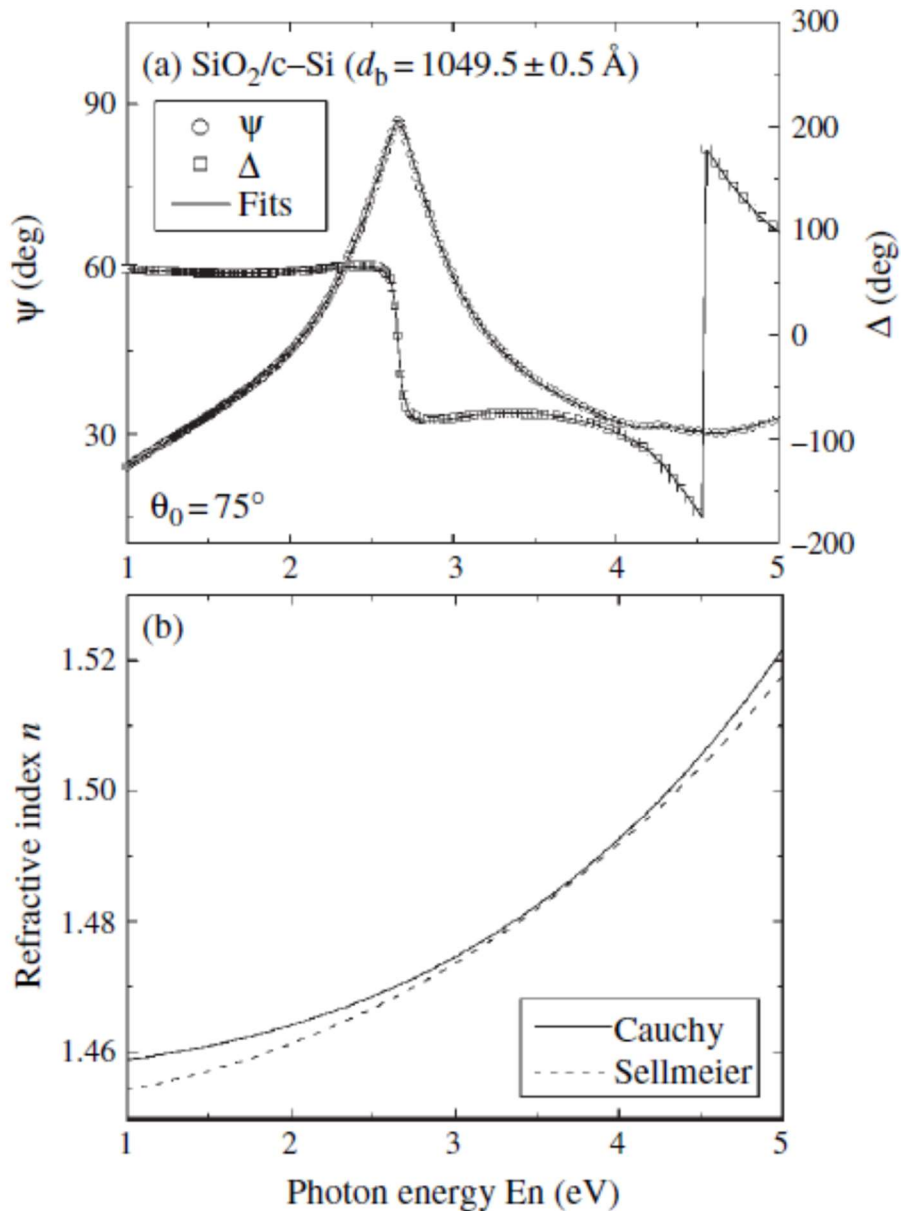 (a) SiO₂/c–Si (d_b = 1049.5 ± 0.5 Å)
ψ
Δ
Fits
θ₀ = 75°
ψ (deg)
90
60
30
Δ (deg)
300
200
100
0
−100
−200
1 2 3 4 5
(b)
Refractive index n
1.52
1.50
1.48
1.46
Cauchy
Sellmeier
1 2 3 4 5
Photon energy En (eV)